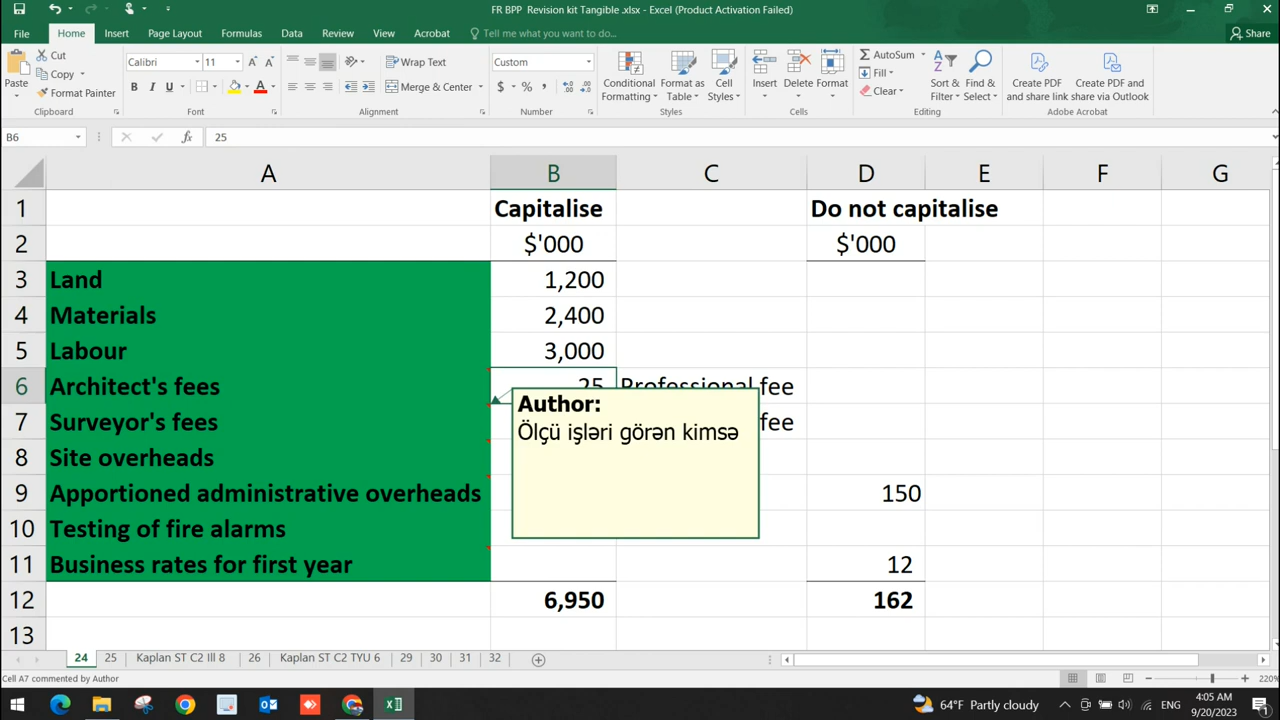 FR BPP Revision kit Tangible .xlsx - Excel (Product Activation Failed)
File Home Insert Page Layout Formulas Data Review View Acrobat Tell me what you want to do... Share
Paste Cut Copy Format Painter Clipboard
Calibri 11 B I U Font
Wrap Text Merge & Center Alignment
Custom $ % , Number
Conditional Formatting Format as Table Cell Styles Styles
Insert Delete Format Cells
AutoSum Fill Clear Sort & Filter Find & Select Editing
Create PDF and share link Create PDF and share via Outlook Adobe Acrobat
B6 fx 25
A B C D E F G
1 Capitalise Do not capitalise
2 $'000 $'000
3 Land 1,200
4 Materials 2,400
5 Labour 3,000
6 Architect's fees 25 Professional fee
7 Surveyor's fees fee
8 Site overheads
9 Apportioned administrative overheads 150
10 Testing of fire alarms
11 Business rates for first year 12
12 6,950 162
13
Author:
Ölçü işləri görən kimsə
24 25 Kaplan ST C2 Ill 8 26 Kaplan ST C2 TYU 6 29 30 31 32
Cell A7 commented by Author 220%
64°F Partly cloudy ENG 4:05 AM
9/20/2023